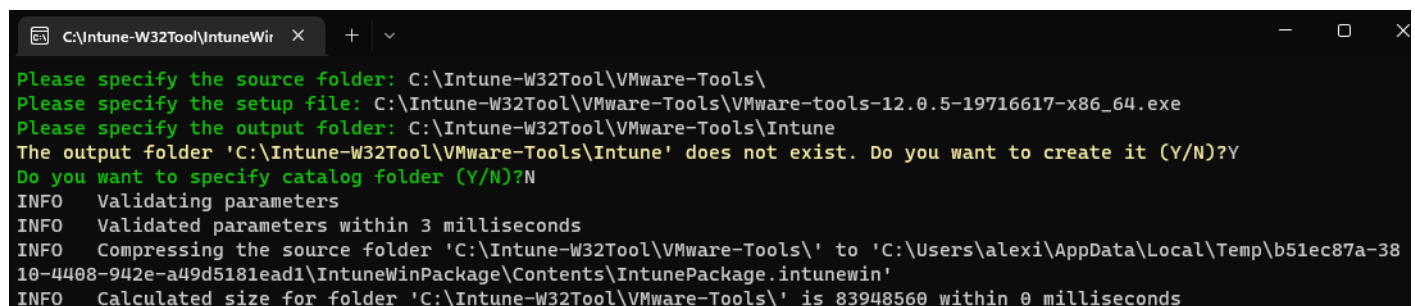 C:\Intune-W32Tool\IntuneWir
Please specify the source folder: C:\Intune-W32Tool\VMware-Tools\
Please specify the setup file: C:\Intune-W32Tool\VMware-Tools\VMware-tools-12.0.5-19716617-x86_64.exe
Please specify the output folder: C:\Intune-W32Tool\VMware-Tools\Intune
The output folder 'C:\Intune-W32Tool\VMware-Tools\Intune' does not exist. Do you want to create it (Y/N)?Y
Do you want to specify catalog folder (Y/N)?N
INFO   Validating parameters
INFO   Validated parameters within 3 milliseconds
INFO   Compressing the source folder 'C:\Intune-W32Tool\VMware-Tools\' to 'C:\Users\alexi\AppData\Local\Temp\b51ec87a-38
10-4408-942e-a49d5181ead1\IntuneWinPackage\Contents\IntunePackage.intunewin'
INFO   Calculated size for folder 'C:\Intune-W32Tool\VMware-Tools\' is 83948560 within 0 milliseconds